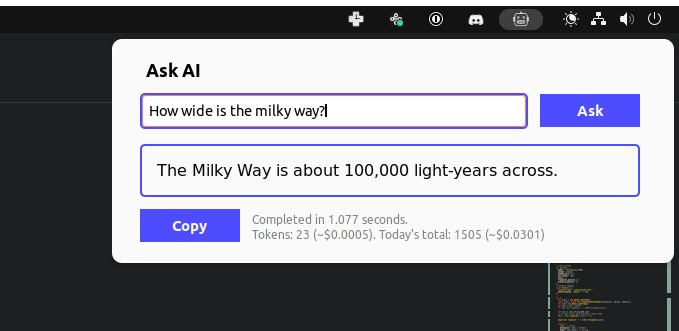 Ask AI
How wide is the milky way?
Ask
The Milky Way is about 100,000 light-years across.
Copy
Completed in 1.077 seconds.
Tokens: 23 (~$0.0005). Today's total: 1505 (~$0.0301)